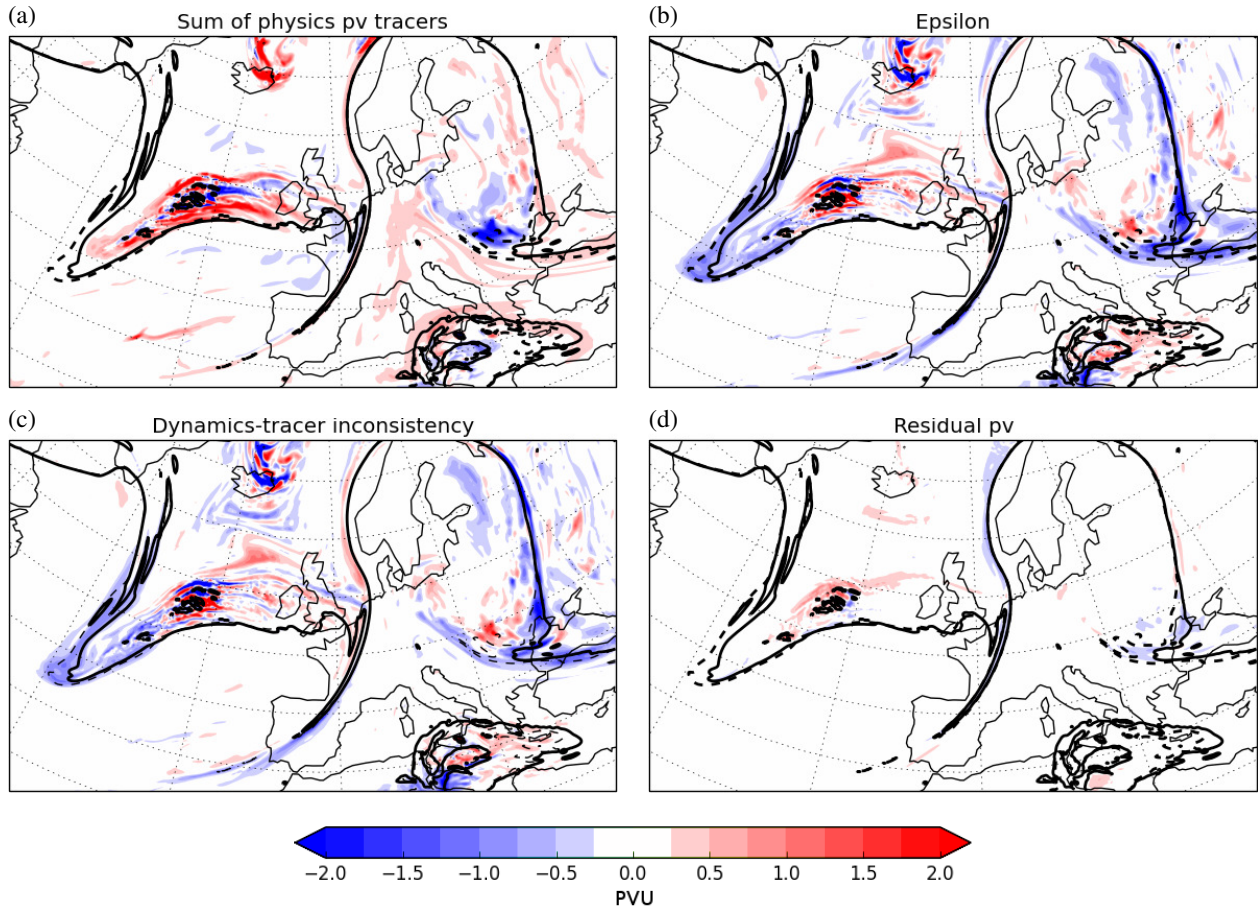 (a) Sum of physics pv tracers
(b) Epsilon
(c) Dynamics-tracer inconsistency
(d) Residual pv
−2.0 −1.5 −1.0 −0.5 0.0 0.5 1.0 1.5 2.0
PVU